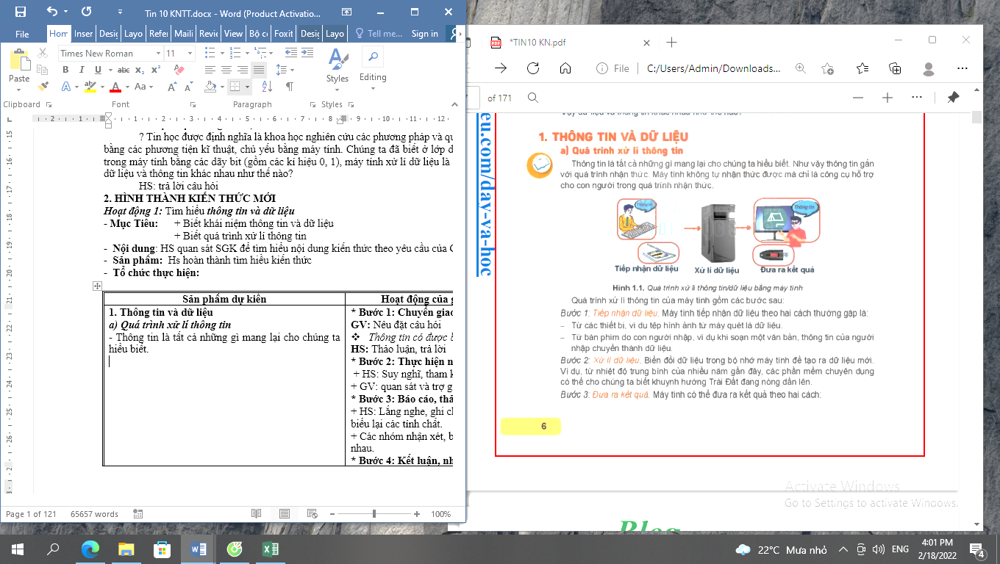 Tin 10 KNTT.docx - Word (Product Activatio...
File Hom Inser Desig Layo Refer Maili Revie View Bộ c Foxit Desig Layo Tell me... Sign in
Times New Roman 11
Paste
Styles
Editing
Clipboard Font Paragraph Styles
? Tin học được định nghĩa là khoa học nghiên cứu các phương pháp và qu
bằng các phương tiện kĩ thuật, chủ yếu bằng máy tính. Chúng ta đã biết ở lớp d
trong máy tính bằng các dãy bit (gồm các kí hiệu 0, 1), máy tính xử lí dữ liệu là
dữ liệu và thông tin khác nhau như thế nào?
HS: trả lời câu hỏi
2. HÌNH THÀNH KIẾN THỨC MỚI
Hoạt động 1: Tìm hiểu thông tin và dữ liệu
- Mục Tiêu: + Biết khái niệm thông tin và dữ liệu
+ Biết quá trình xử lí thông tin
- Nội dung: HS quan sát SGK để tìm hiểu nội dung kiến thức theo yêu cầu của G
- Sản phẩm: Hs hoàn thành tìm hiểu kiến thức
- Tổ chức thực hiện:
Sản phẩm dự kiến
1. Thông tin và dữ liệu
a) Quá trình xử lí thông tin
- Thông tin là tất cả những gì mang lại cho chúng ta
hiểu biết.
Hoạt động của g
* Bước 1: Chuyển giao
GV: Nêu đặt câu hỏi
❖ Thông tin có được b
HS: Thảo luận, trả lời
* Bước 2: Thực hiện n
+ HS: Suy nghĩ, tham k
+ GV: quan sát và trợ g
* Bước 3: Báo cáo, thả
+ HS: Lắng nghe, ghi ch
biểu lại các tính chất.
+ Các nhóm nhận xét, b
nhau.
* Bước 4: Kết luận, nh
Page 1 of 121 65657 words 100%
*TIN10 KN.pdf
File C:/Users/Admin/Downloads...
of 171
eu.com/day-va-hoc
Vậy dữ liệu và thông tin khác nhau như thế nào?
1. THÔNG TIN VÀ DỮ LIỆU
a) Quá trình xử lí thông tin
Thông tin là tất cả những gì mang lại cho chúng ta hiểu biết. Như vậy thông tin gắn
với quá trình nhận thức. Máy tính không tự nhận thức được mà chỉ là công cụ hỗ trợ
cho con người trong quá trình nhận thức.
Thông tin
Thông tin
Tiếp nhận dữ liệu Xử lí dữ liệu Đưa ra kết quả
Hình 1.1. Quá trình xử lí thông tin/dữ liệu bằng máy tính
Quá trình xử lí thông tin của máy tính gồm các bước sau:
Bước 1. Tiếp nhận dữ liệu. Máy tính tiếp nhận dữ liệu theo hai cách thường gặp là:
– Từ các thiết bị, ví dụ tệp hình ảnh từ máy quét là dữ liệu.
– Từ bàn phím do con người nhập, ví dụ khi soạn một văn bản, thông tin của người
nhập chuyển thành dữ liệu.
Bước 2: Xử lí dữ liệu. Biến đổi dữ liệu trong bộ nhớ máy tính để tạo ra dữ liệu mới.
Ví dụ, từ nhiệt độ trung bình của nhiều năm gần đây, các phần mềm chuyên dụng
có thể cho chúng ta biết khuynh hướng Trái Đất đang nóng dần lên.
Bước 3: Đưa ra kết quả. Máy tính có thể đưa ra kết quả theo hai cách:
6
Activate Windows
Go to Settings to activate Windows.
Blog
22°C Mưa nhỏ ENG 4:01 PM
2/18/2022 4